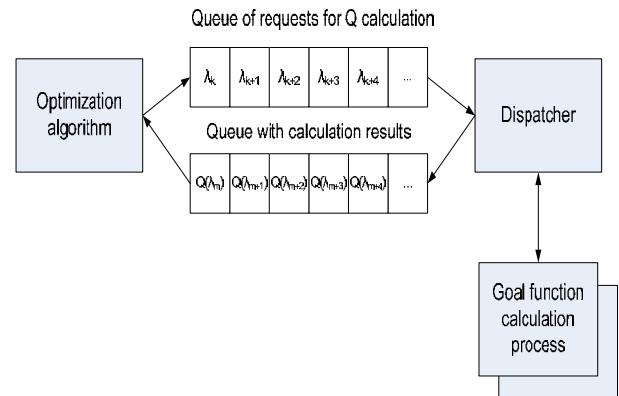 Queue of requests for Q calculation
λk λk+1 λk+2 λk+3 λk+4 ...
Optimization
algorithm
Dispatcher
Queue with calculation results
Q(λm) Q(λm+1) Q(λm+2) Q(λm+3) Q(λm+4) ...
Goal function
calculation
process